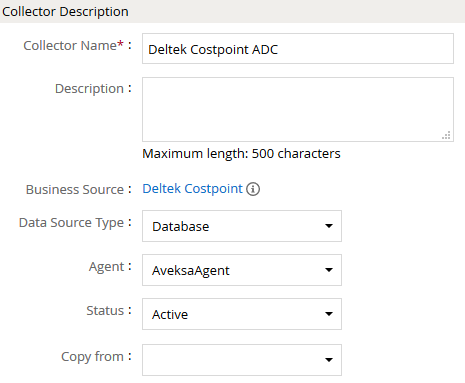 Collector Description
Collector Name* : Deltek Costpoint ADC
Description :
Maximum length: 500 characters
Business Source : Deltek Costpoint
Data Source Type : Database
Agent : AveksaAgent
Status : Active
Copy from :